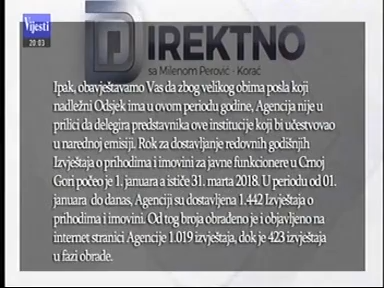 Vijesti
20:03
DIREKTNO
sa Milenom Perović - Korać
Ipak, obavještavamo Vas da zbog velikog obima posla koji
nadležni Odsjek ima u ovom periodu godine, Agencija nije u
prilici da delegira predstavnika ove institucije koji bi učestvovao
u narednoj emisiji. Rok za dostavljanje redovnih godišnjih
Izvještaja o prihodima i imovini za javne funkcionere u Crnoj
Gori počeo je 1. januara a ističe 31. marta 2018. U periodu od 01.
januara do danas, Agenciji su dostavljena 1.442 Izvještaja o
prihodima i imovini. Od tog broja obrađeno je i objavljeno na
internet stranici Agencije 1.019 izvještaja, dok je 423 izvještaja
u fazi obrade.